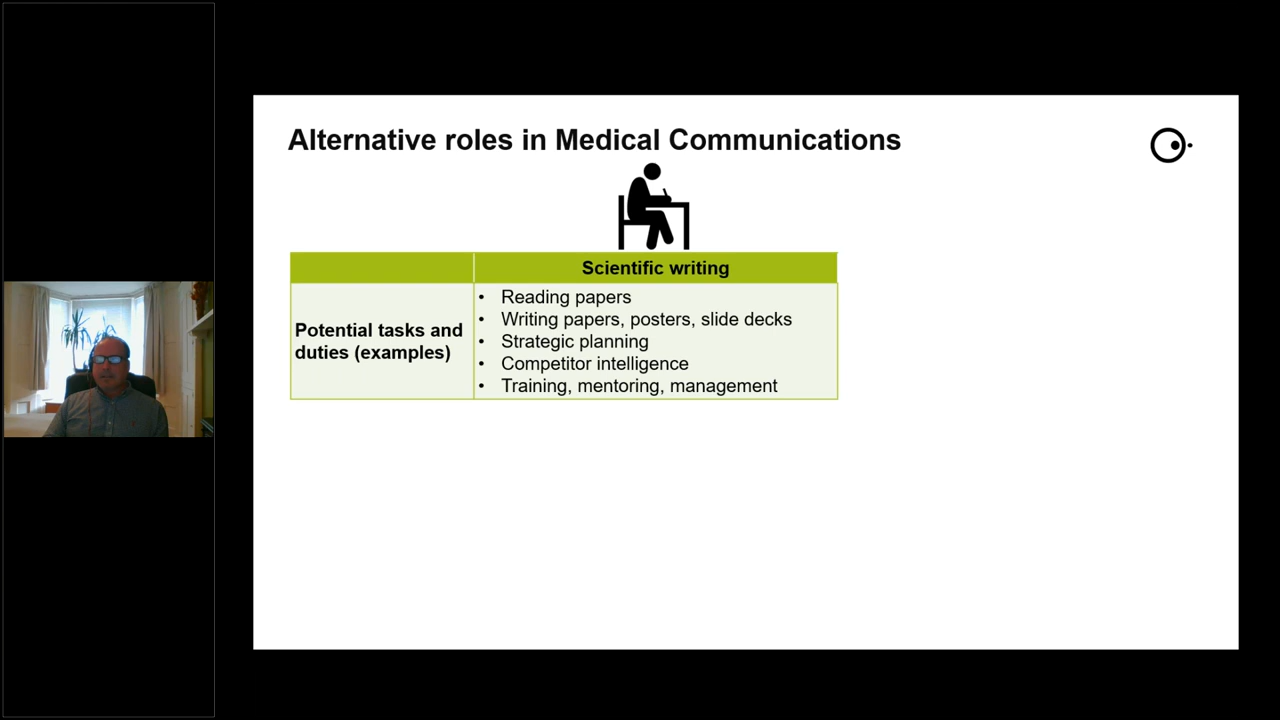 Alternative roles in Medical Communications
Scientific writing
Potential tasks and
duties (examples)
• Reading papers
• Writing papers, posters, slide decks
• Strategic planning
• Competitor intelligence
• Training, mentoring, management